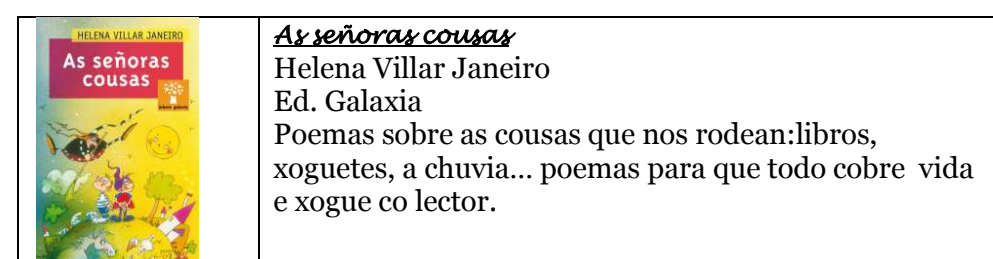 HELENA VILLAR JANEIRO
As señoras
cousas
As señoras cousas
Helena Villar Janeiro
Ed. Galaxia
Poemas sobre as cousas que nos rodean:libros,
xoguetes, a chuvia... poemas para que todo cobre  vida
e xogue co lector.